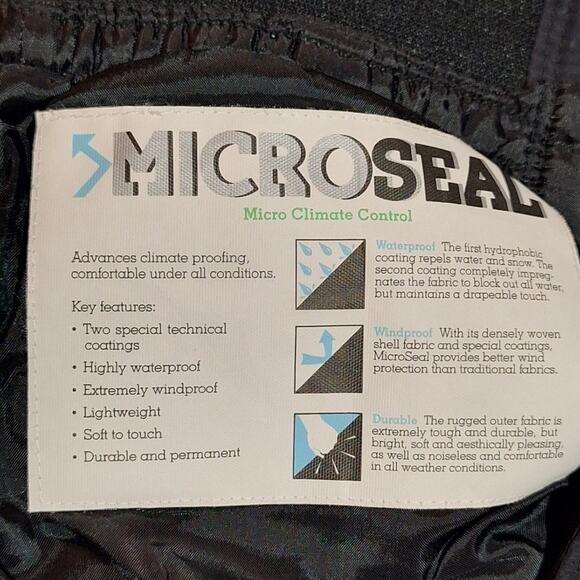 MICROSEAL
Micro Climate Control
Advances climate proofing,
comfortable under all conditions.
Key features:
• Two special technical
coatings
• Highly waterproof
• Extremely windproof
• Lightweight
• Soft to touch
• Durable and permanent
Waterproof The first hydrophobic
coating repels water and snow. The
second coating completely impreg-
nates the fabric to block out all water,
but maintains a drapeable touch.
Windproof With its densely woven
shell fabric and special coatings,
MicroSeal provides better wind
protection than traditional fabrics.
Durable The rugged outer fabric is
extremely tough and durable, but
bright, soft and aesthically pleasing,
as well as noiseless and comfortable
in all weather conditions.